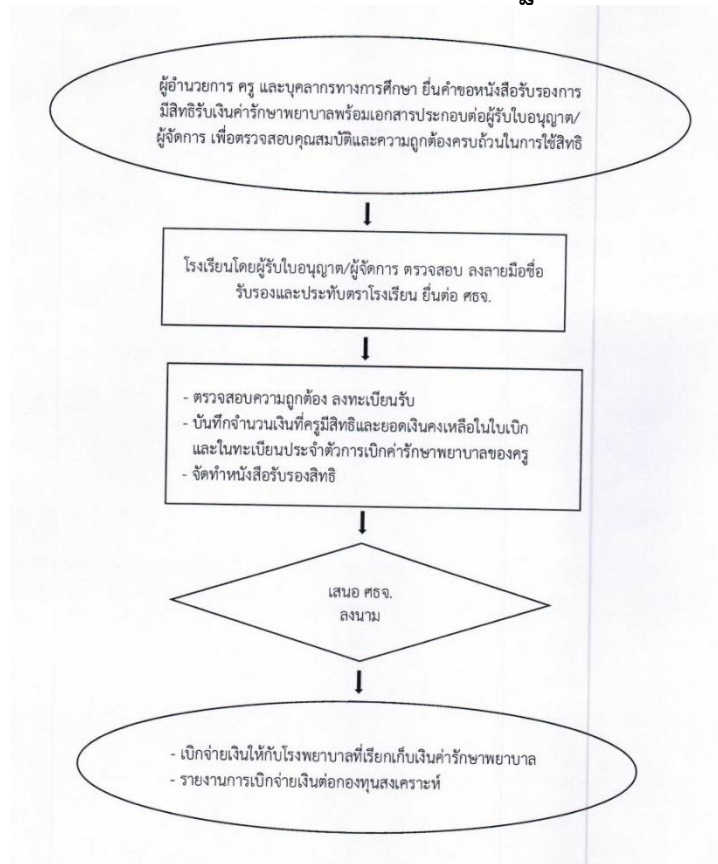 ผู้อำนวยการ ครู และบุคลากรทางการศึกษา ยื่นคำขอหนังสือรับรองการ
มีสิทธิรับเงินค่ารักษาพยาบาลพร้อมเอกสารประกอบต่อผู้รับใบอนุญาต/
ผู้จัดการ เพื่อตรวจสอบคุณสมบัติและความถูกต้องครบถ้วนในการใช้สิทธิ
โรงเรียนโดยผู้รับใบอนุญาต/ผู้จัดการ ตรวจสอบ ลงลายมือชื่อ
รับรองและประทับตราโรงเรียน ยื่นต่อ ศธจ.
- ตรวจสอบความถูกต้อง ลงทะเบียนรับ
- บันทึกจำนวนเงินที่ครูมีสิทธิและยอดเงินคงเหลือในใบเบิก
และในทะเบียนประจำตัวการเบิกค่ารักษาพยาบาลของครู
- จัดทำหนังสือรับรองสิทธิ
เสนอ ศธจ.
ลงนาม
- เบิกจ่ายเงินให้กับโรงพยาบาลที่เรียกเก็บเงินค่ารักษาพยาบาล
- รายงานการเบิกจ่ายเงินต่อกองทุนสงเคราะห์